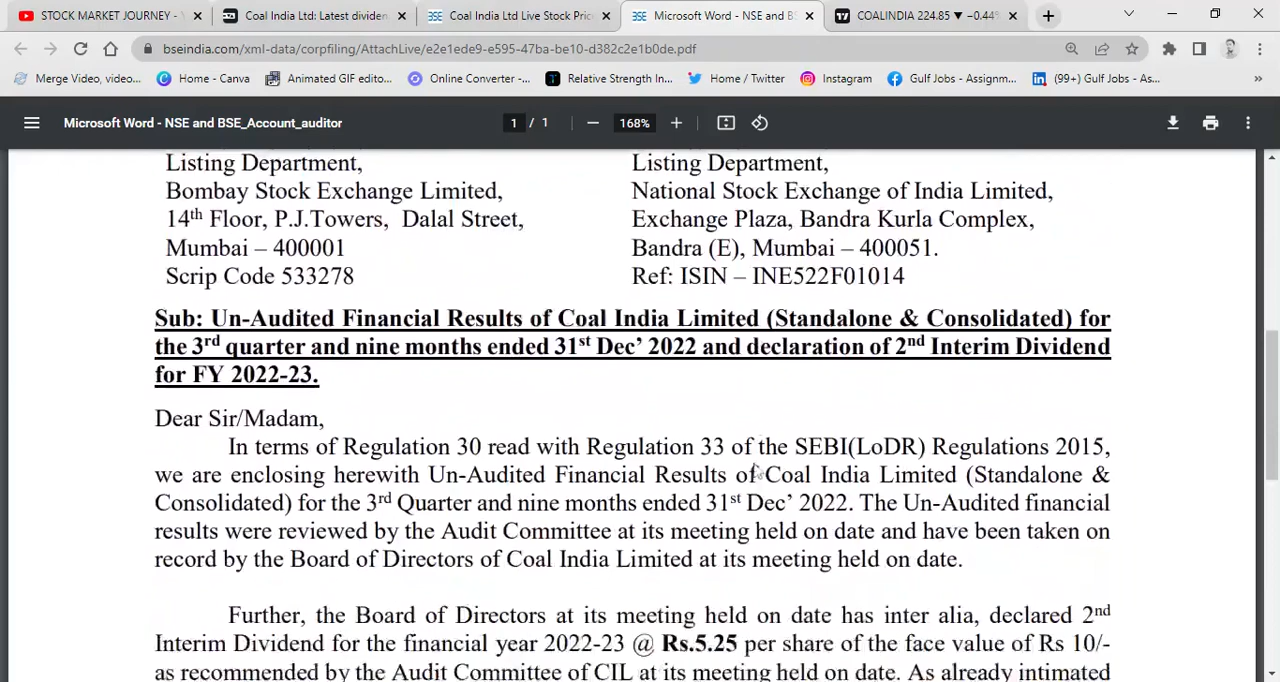 STOCK MARKET JOURNEY -
Coal India Ltd: Latest dividen
Coal India Ltd Live Stock Pric
Microsoft Word - NSE and BS
COALINDIA 224.85 ▼ −0.44%
bseindia.com/xml-data/corpfiling/AttachLive/e2e1ede9-e595-47ba-be10-d382c2e1b0de.pdf
Merge Video, video...
Home - Canva
Animated GIF edito...
Online Converter -...
Relative Strength In...
Home / Twitter
Instagram
Gulf Jobs - Assignm...
(99+) Gulf Jobs - As...
Microsoft Word - NSE and BSE_Account_auditor
1 / 1
168%
Listing Department,
Bombay Stock Exchange Limited,
14th Floor, P.J.Towers, Dalal Street,
Mumbai – 400001
Scrip Code 533278
Listing Department,
National Stock Exchange of India Limited,
Exchange Plaza, Bandra Kurla Complex,
Bandra (E), Mumbai – 400051.
Ref: ISIN – INE522F01014
Sub: Un-Audited Financial Results of Coal India Limited (Standalone & Consolidated) for
the 3rd quarter and nine months ended 31st Dec’ 2022 and declaration of 2nd Interim Dividend
for FY 2022-23.
Dear Sir/Madam,
In terms of Regulation 30 read with Regulation 33 of the SEBI(LoDR) Regulations 2015,
we are enclosing herewith Un-Audited Financial Results of Coal India Limited (Standalone &
Consolidated) for the 3rd Quarter and nine months ended 31st Dec’ 2022. The Un-Audited financial
results were reviewed by the Audit Committee at its meeting held on date and have been taken on
record by the Board of Directors of Coal India Limited at its meeting held on date.
Further, the Board of Directors at its meeting held on date has inter alia, declared 2nd
Interim Dividend for the financial year 2022-23 @ Rs.5.25 per share of the face value of Rs 10/-
as recommended by the Audit Committee of CIL at its meeting held on date. As already intimated